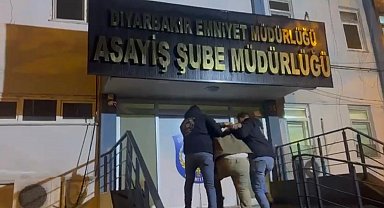 DİYARBAKIR EMNİYET MÜDÜRLÜĞÜ
ASAYİŞ ŞUBE MÜDÜRLÜĞÜ